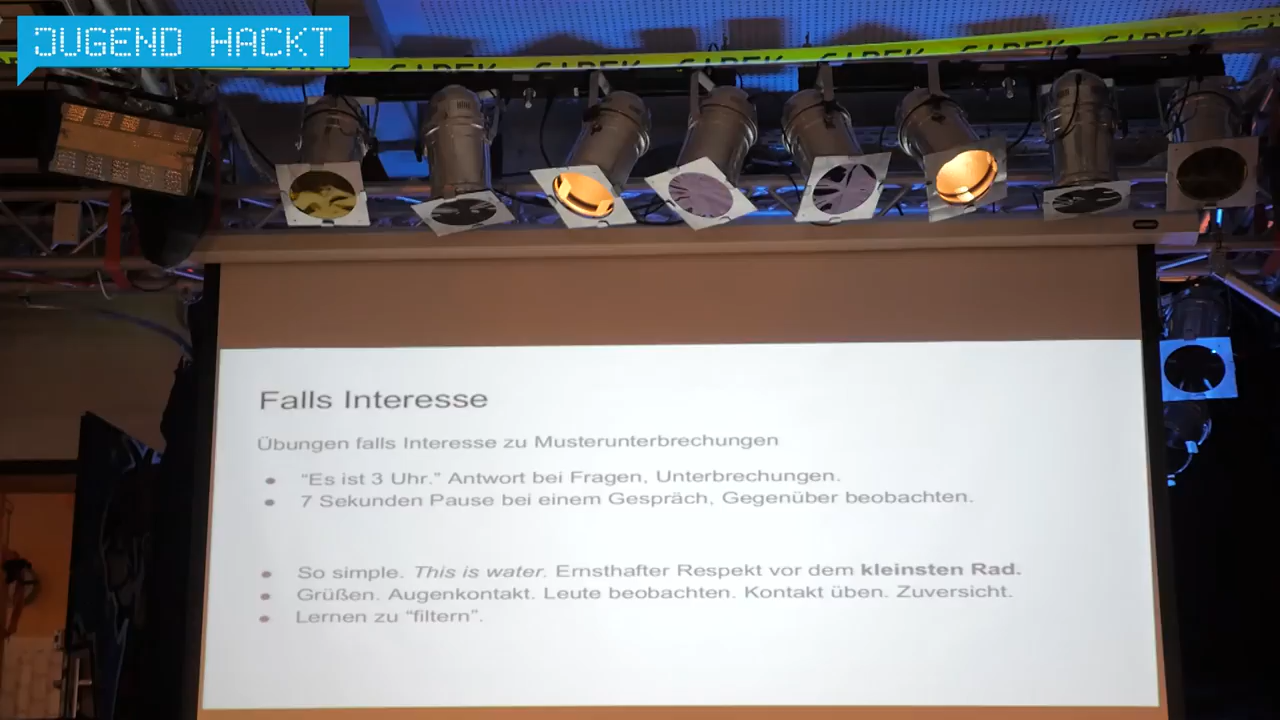 JUGEND HACKT
Falls Interesse
Übungen falls Interesse zu Musterunterbrechungen
● “Es ist 3 Uhr.” Antwort bei Fragen, Unterbrechungen.
● 7 Sekunden Pause bei einem Gespräch, Gegenüber beobachten.
● So simple. This is water. Ernsthafter Respekt vor dem kleinsten Rad.
● Grüßen. Augenkontakt. Leute beobachten. Kontakt üben. Zuversicht.
● Lernen zu “filtern”.